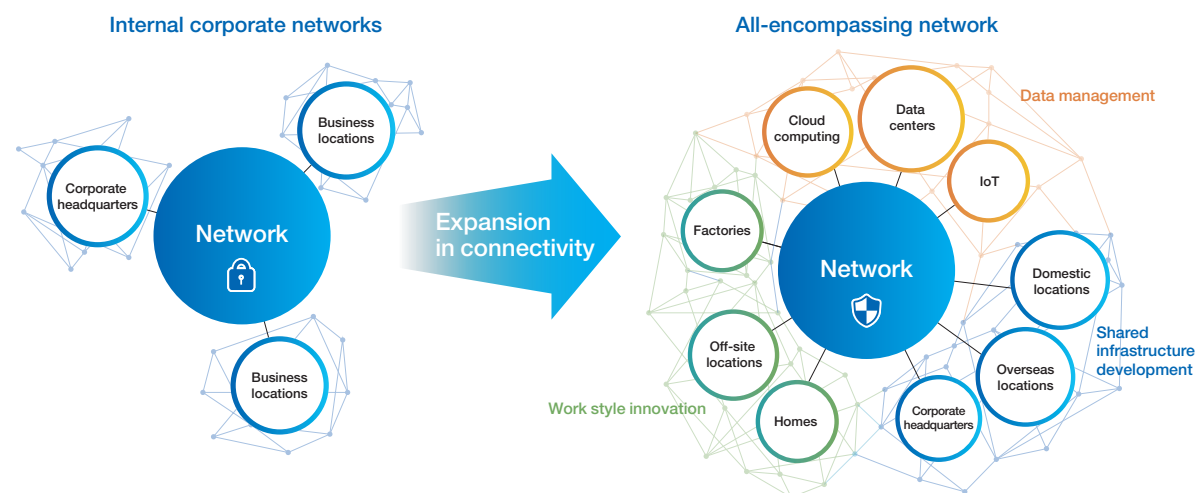 Internal corporate networks
Business
locations
Corporate
headquarters
Network
Business
locations
Expansion
in connectivity
All-encompassing network
Data management
Cloud
computing
Data
centers
IoT
Factories
Network
Domestic
locations
Shared
infrastructure
development
Off-site
locations
Overseas
locations
Work style innovation
Homes
Corporate
headquarters